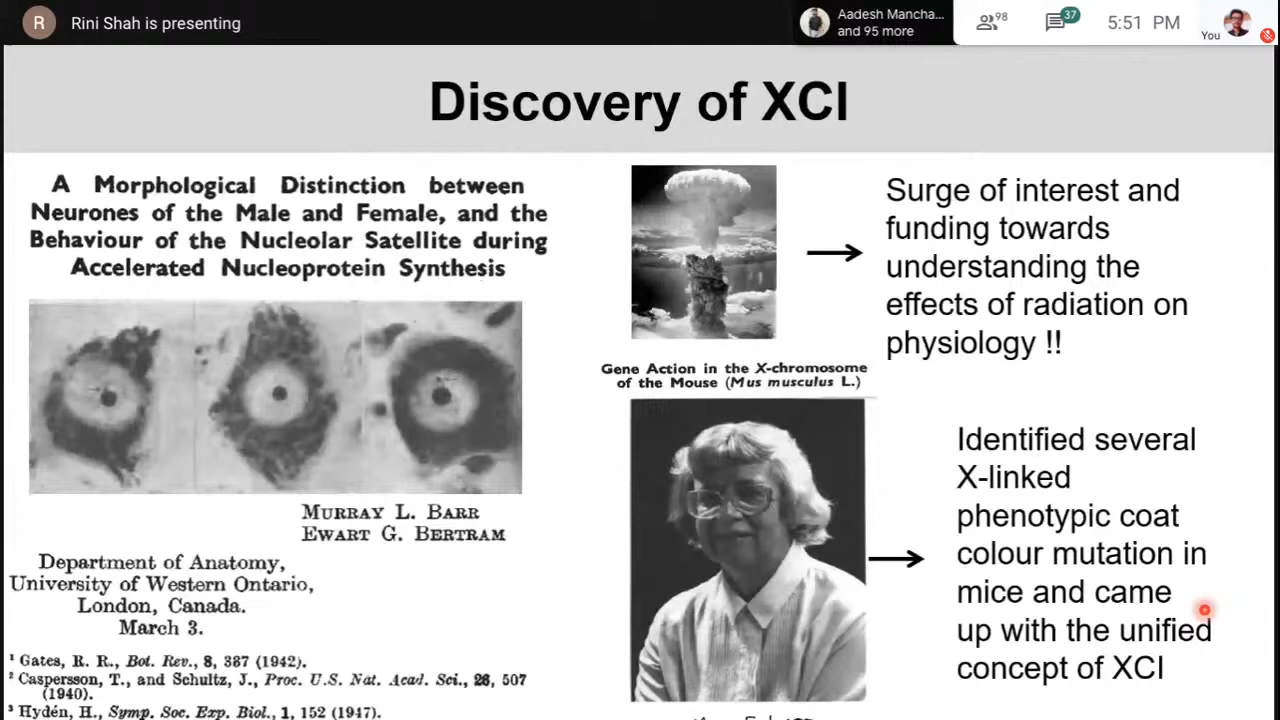 R
Rini Shah is presenting
Aadesh Mancha...
and 95 more
98
37
5:51 PM
You
Discovery of XCI
A Morphological Distinction between
Neurones of the Male and Female, and the
Behaviour of the Nucleolar Satellite during
Accelerated Nucleoprotein Synthesis
MURRAY L. BARR
EWART G. BERTRAM
Department of Anatomy,
University of Western Ontario,
London, Canada.
March 3.
¹ Gates, R. R., Bot. Rev., 8, 337 (1942).
² Caspersson, T., and Schultz, J., Proc. U.S. Nat. Acad. Sci., 26, 507
(1940).
³ Hydén, H., Symp. Soc. Exp. Biol., 1, 152 (1947).
Surge of interest and
funding towards
understanding the
effects of radiation on
physiology !!
Gene Action in the X-chromosome
of the Mouse (Mus musculus L.)
Identified several
X-linked
phenotypic coat
colour mutation in
mice and came
up with the unified
concept of XCI